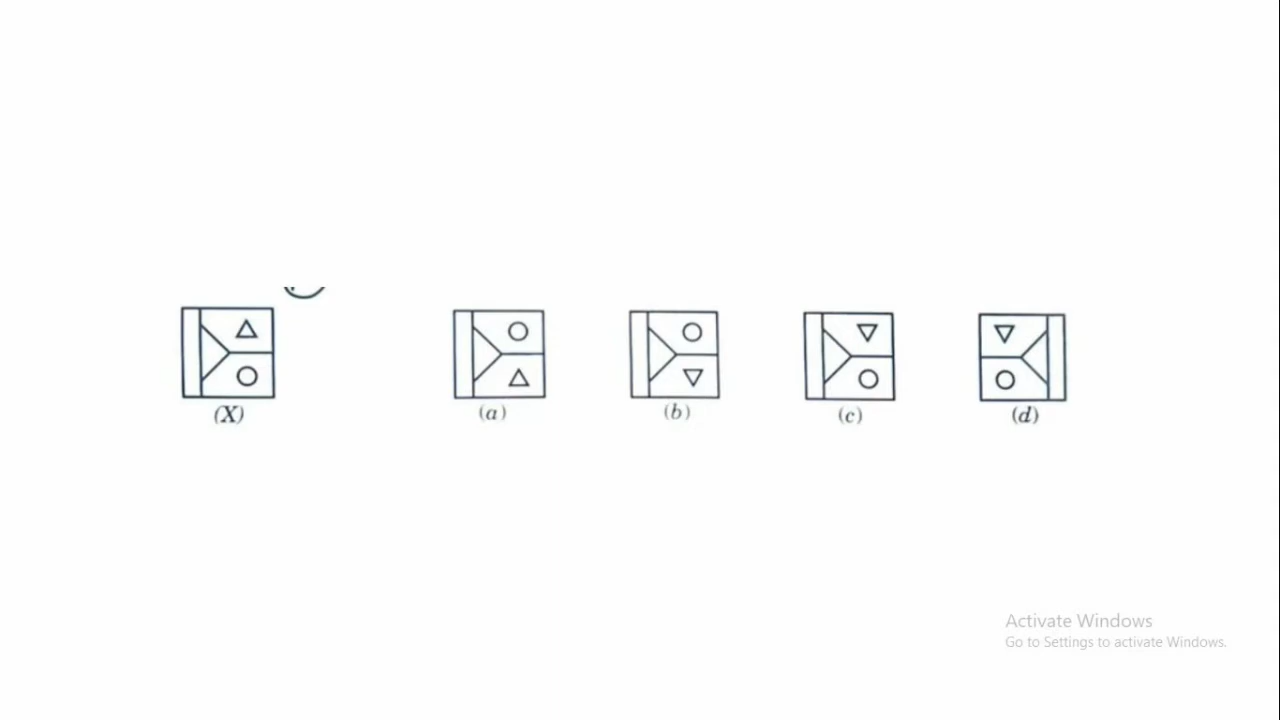 (X) (a) (b) (c) (d)
Activate Windows
Go to Settings to activate Windows.